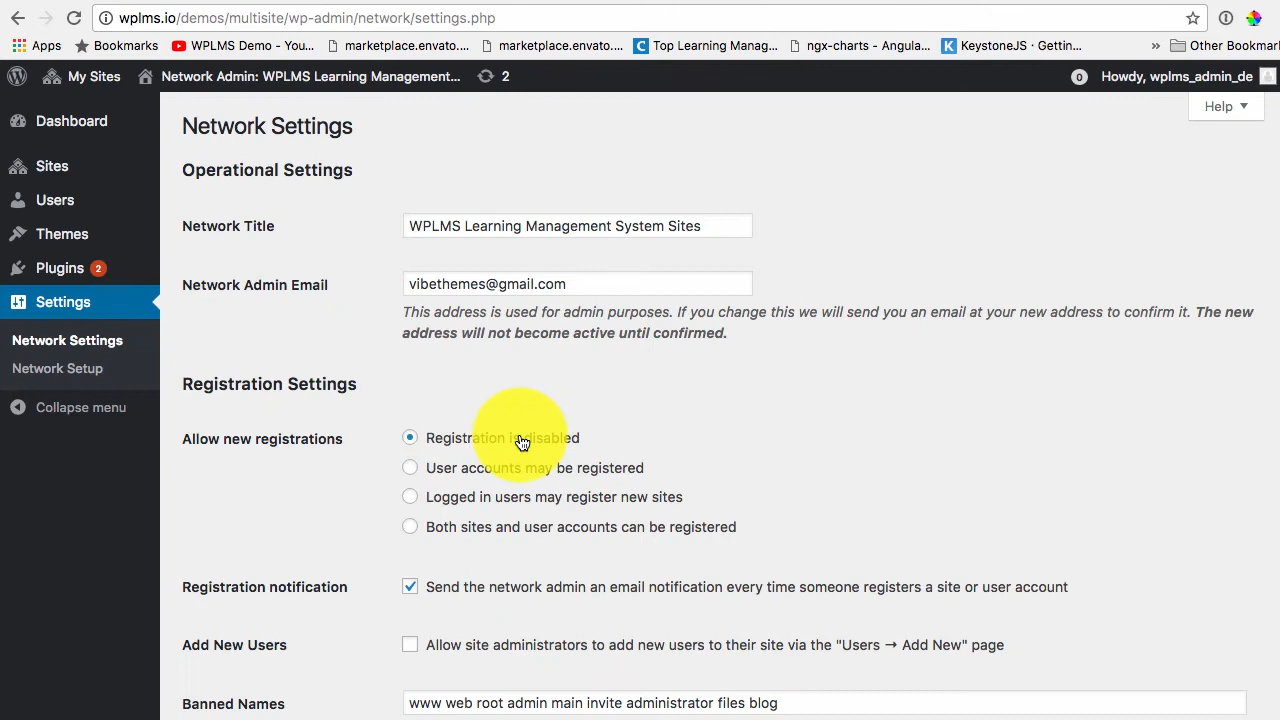 wplms.io/demos/multisite/wp-admin/network/settings.php
Apps Bookmarks WPLMS Demo - You... marketplace.envato.... marketplace.envato.... Top Learning Manag... ngx-charts - Angula... KeystoneJS · Gettin... » Other Bookmar
My Sites Network Admin: WPLMS Learning Management... 2 0 Howdy, wplms_admin_de
Help
Dashboard
Sites
Users
Themes
Plugins 2
Settings
Network Settings
Network Setup
Collapse menu
Network Settings
Operational Settings
Network Title WPLMS Learning Management System Sites
Network Admin Email vibethemes@gmail.com
This address is used for admin purposes. If you change this we will send you an email at your new address to confirm it. The new
address will not become active until confirmed.
Registration Settings
Allow new registrations Registration is disabled
User accounts may be registered
Logged in users may register new sites
Both sites and user accounts can be registered
Registration notification Send the network admin an email notification every time someone registers a site or user account
Add New Users Allow site administrators to add new users to their site via the "Users → Add New" page
Banned Names www web root admin main invite administrator files blog